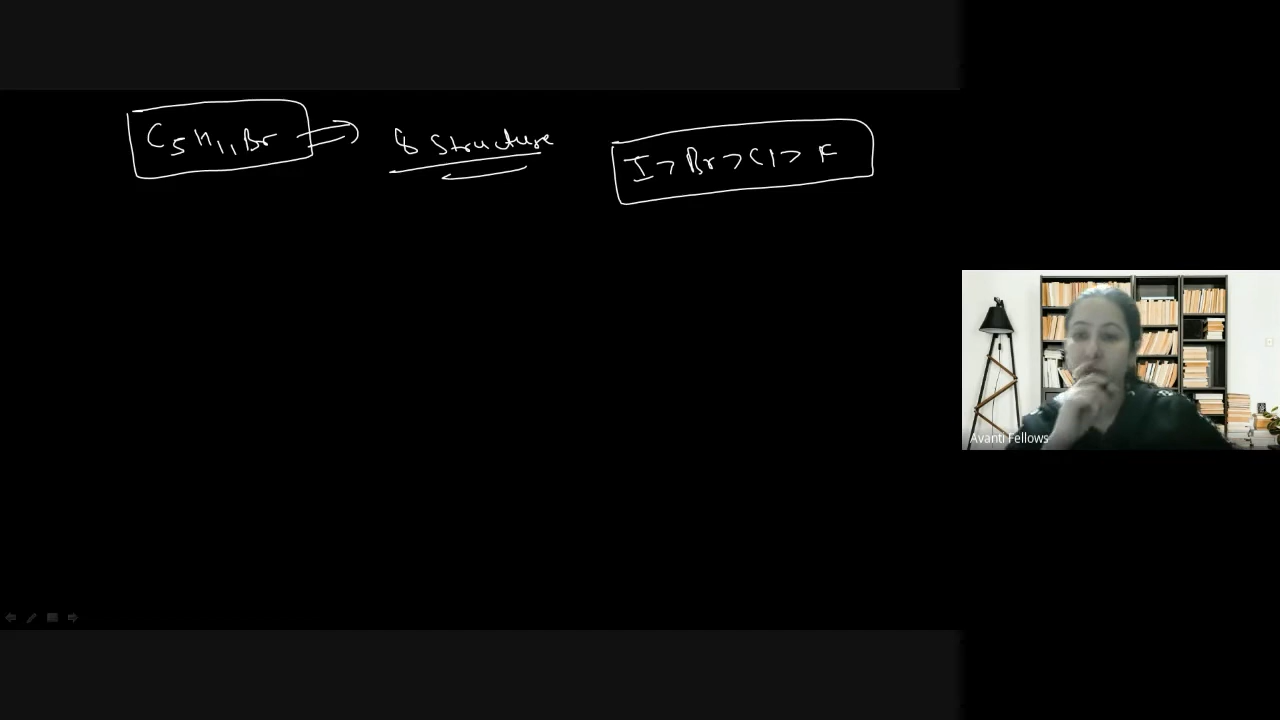 C5H11Br => 8 Structure
I > Br > Cl > F
Avanti Fellows